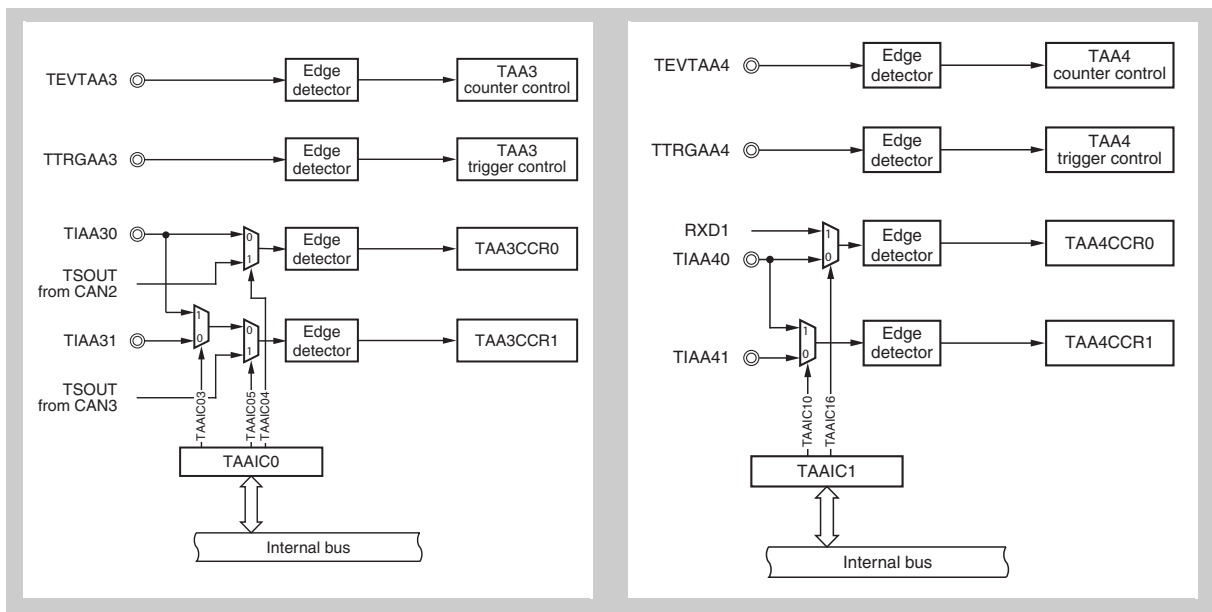 TEVTAA3
Edge
detector
TAA3
counter control
TTRGAA3
Edge
detector
TAA3
trigger control
TIAA30
0
1
Edge
detector
TAA3CCR0
TSOUT
from CAN2
1
0
0
1
Edge
detector
TAA3CCR1
TIAA31
TSOUT
from CAN3
TAAIC03
TAAIC05
TAAIC04
TAAIC0
Internal bus
TEVTAA4
Edge
detector
TAA4
counter control
TTRGAA4
Edge
detector
TAA4
trigger control
RXD1
1
0
Edge
detector
TAA4CCR0
TIAA40
1
0
Edge
detector
TAA4CCR1
TIAA41
TAAIC10
TAAIC16
TAAIC1
Internal bus